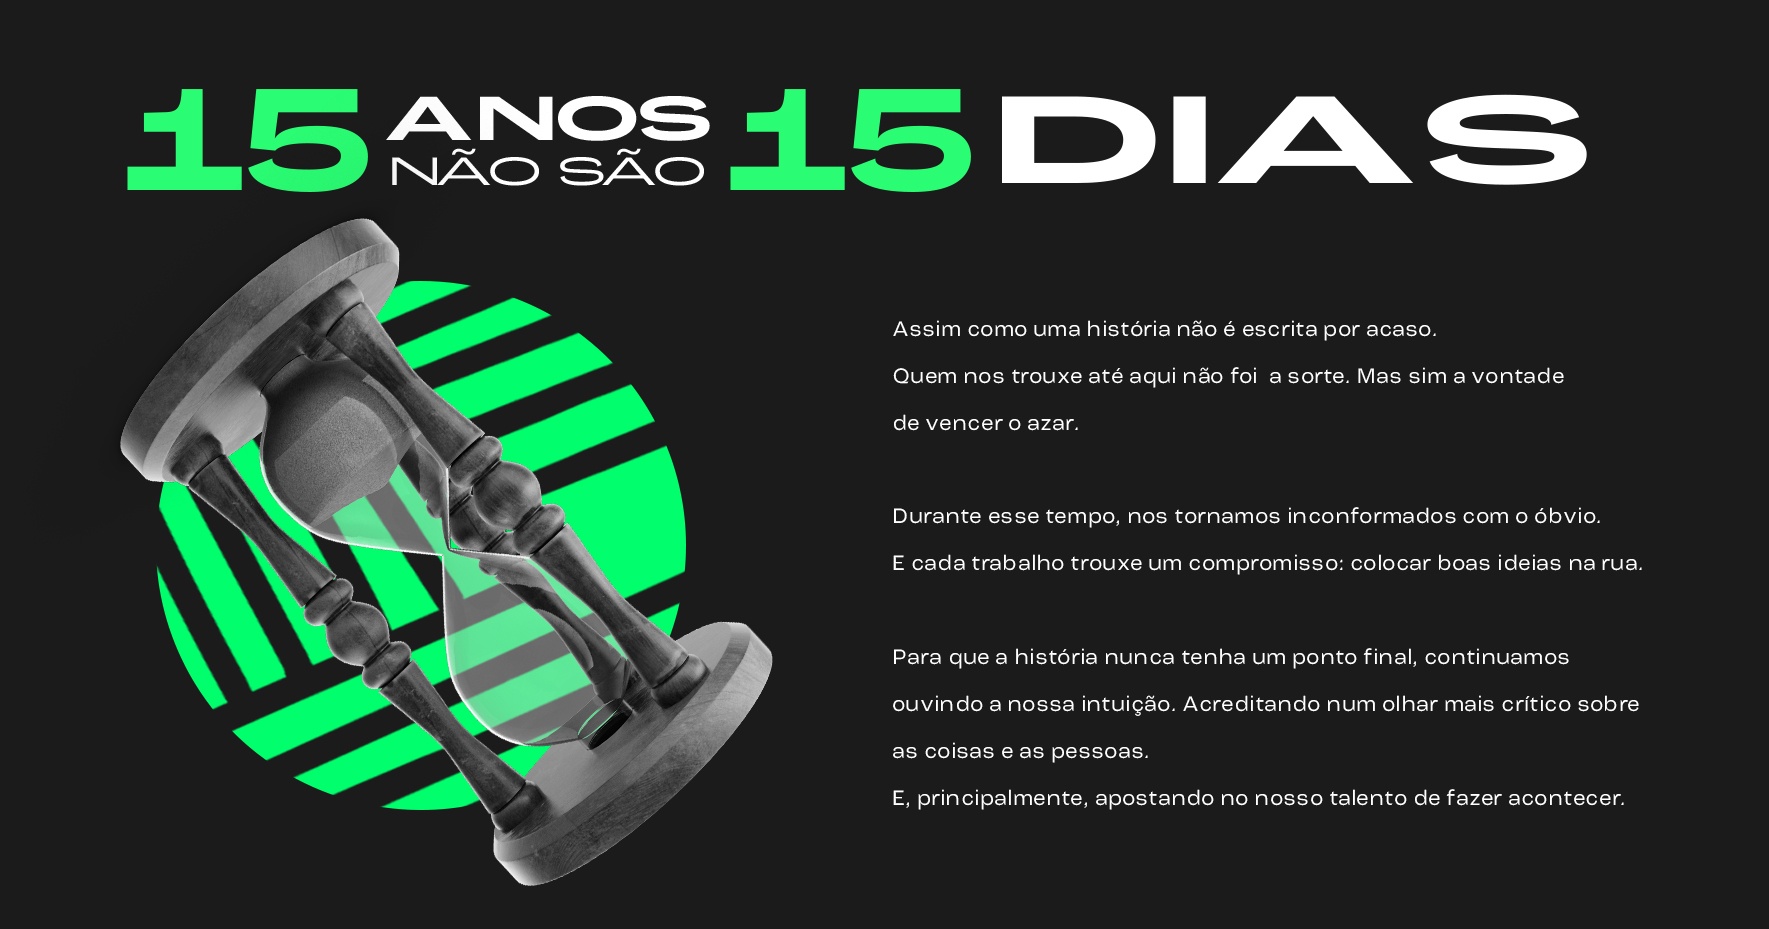 15 ANOS NÃO SÃO 15 DIAS
Assim como uma história não é escrita por acaso.
Quem nos trouxe até aqui não foi a sorte. Mas sim a vontade
de vencer o azar.
Durante esse tempo, nos tornamos inconformados com o óbvio.
E cada trabalho trouxe um compromisso: colocar boas ideias na rua.
Para que a história nunca tenha um ponto final, continuamos
ouvindo a nossa intuição. Acreditando num olhar mais crítico sobre
as coisas e as pessoas.
E, principalmente, apostando no nosso talento de fazer acontecer.